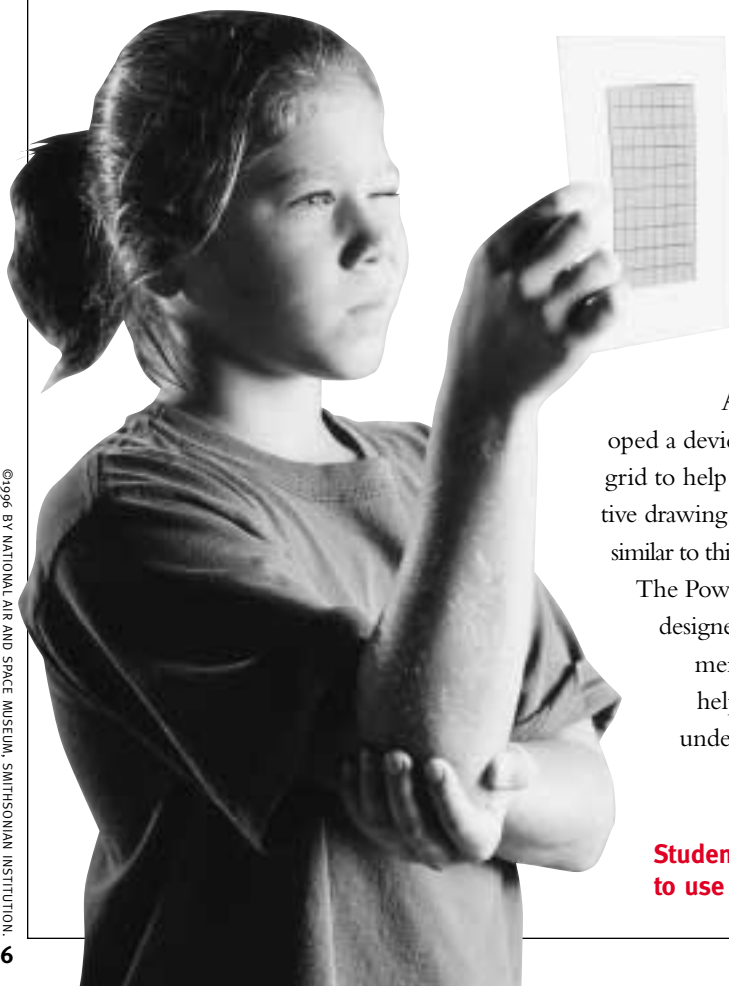 A
oped a devic
grid to help
tive drawing.
similar to thi
The Pow
designe
me
hel
unde
Studen
to use
©1996 BY NATIONAL AIR AND SPACE MUSEUM, SMITHSONIAN INSTITUTION.
6